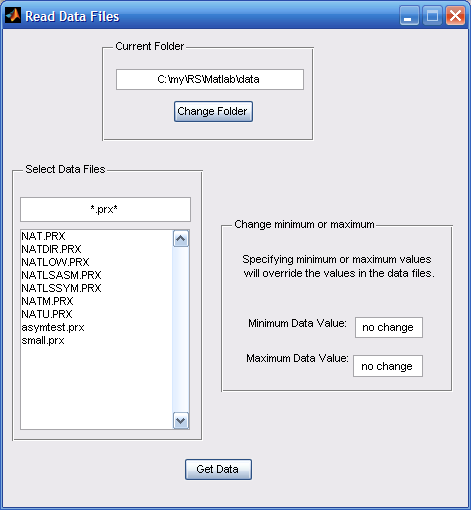 Read Data Files
Current Folder
C:\my\RS\Matlab\data
Change Folder
Select Data Files
*.prx*
NAT.PRX
NATDIR.PRX
NATLOW.PRX
NATLSASM.PRX
NATLSSYM.PRX
NATM.PRX
NATU.PRX
asymtest.prx
small.prx
Change minimum or maximum
Specifying minimum or maximum values
will override the values in the data files.
Minimum Data Value: no change
Maximum Data Value: no change
Get Data